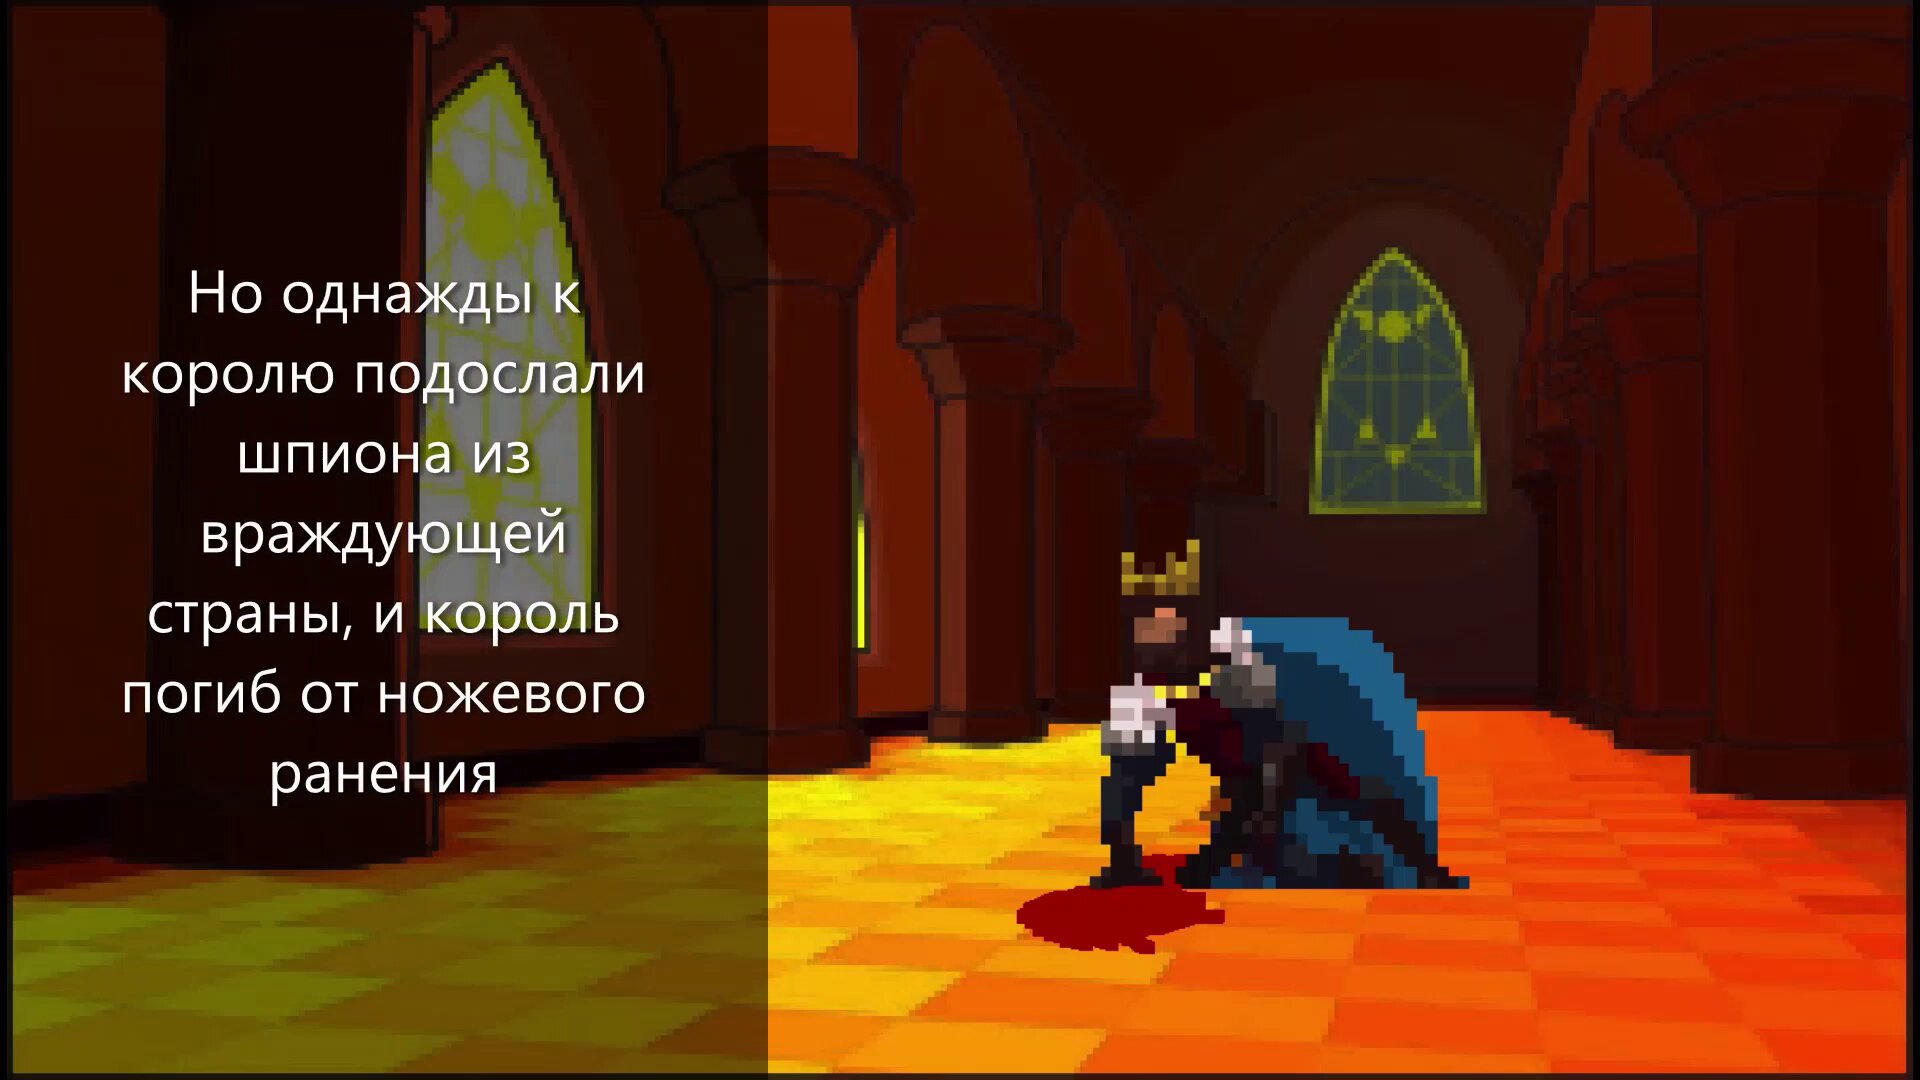 Но однажды к
королю подослали
шпиона из
враждующей
страны, и король
погиб от ножевого
ранения